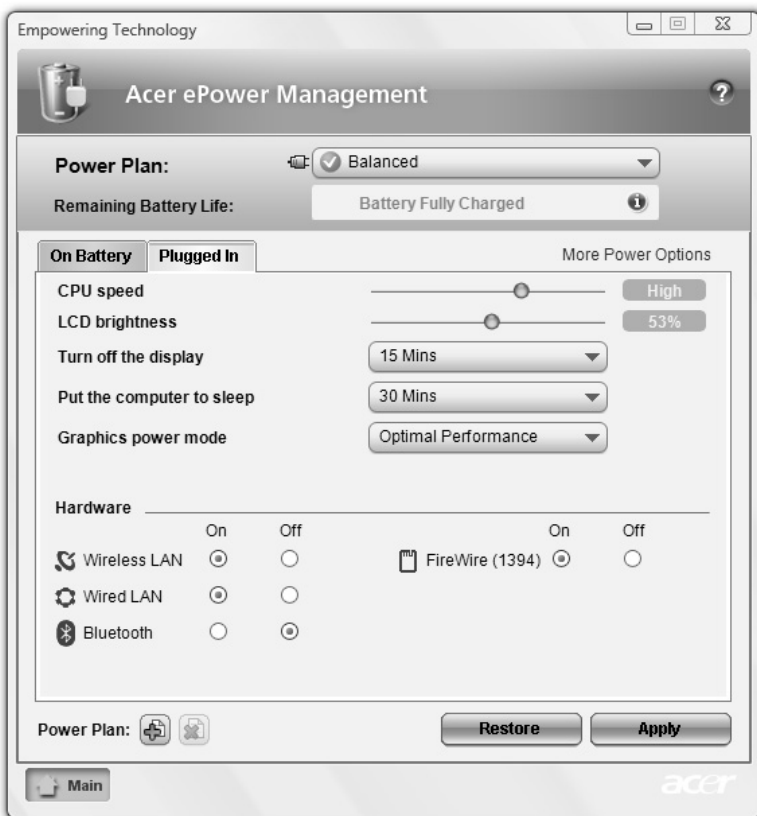 Empowering Technology
Acer ePower Management
Power Plan: Balanced
Remaining Battery Life: Battery Fully Charged
On Battery Plugged In More Power Options
CPU speed High
LCD brightness 53%
Turn off the display 15 Mins
Put the computer to sleep 30 Mins
Graphics power mode Optimal Performance
Hardware
On Off On Off
Wireless LAN FireWire (1394)
Wired LAN
Bluetooth
Power Plan: Restore Apply
Main acer